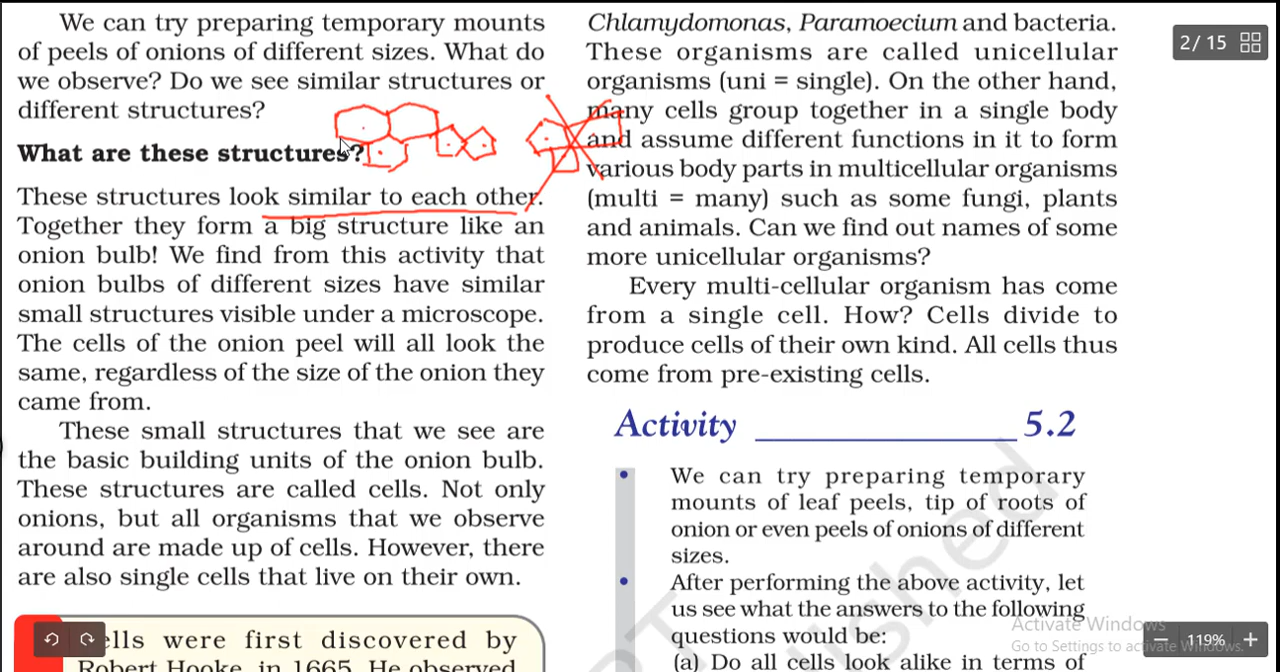 We can try preparing temporary mounts
of peels of onions of different sizes. What do
we observe? Do we see similar structures or
different structures?
What are these structures?
These structures look similar to each other.
Together they form a big structure like an
onion bulb! We find from this activity that
onion bulbs of different sizes have similar
small structures visible under a microscope.
The cells of the onion peel will all look the
same, regardless of the size of the onion they
came from.
These small structures that we see are
the basic building units of the onion bulb.
These structures are called cells. Not only
onions, but all organisms that we observe
around are made up of cells. However, there
are also single cells that live on their own.
ells were first discovered by
Robert Hooke in 1665. He observed
Chlamydomonas, Paramoecium and bacteria.
These organisms are called unicellular
organisms (uni = single). On the other hand,
many cells group together in a single body
and assume different functions in it to form
various body parts in multicellular organisms
(multi = many) such as some fungi, plants
and animals. Can we find out names of some
more unicellular organisms?
Every multi-cellular organism has come
from a single cell. How? Cells divide to
produce cells of their own kind. All cells thus
come from pre-existing cells.
Activity 5.2
• We can try preparing temporary
mounts of leaf peels, tip of roots of
onion or even peels of onions of different
sizes.
• After performing the above activity, let
us see what the answers to the following
questions would be:
(a) Do all cells look alike in terms of
2 / 15
Activate Windows
Go to Settings to activate Windows.
119%